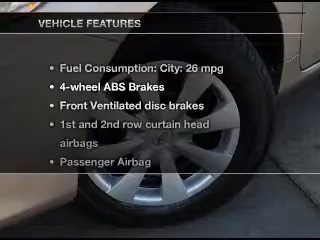 VEHICLE FEATURES
• Fuel Consumption: City: 26 mpg
• 4-wheel ABS Brakes
• Front Ventilated disc brakes
• 1st and 2nd row curtain head
airbags
• Passenger Airbag